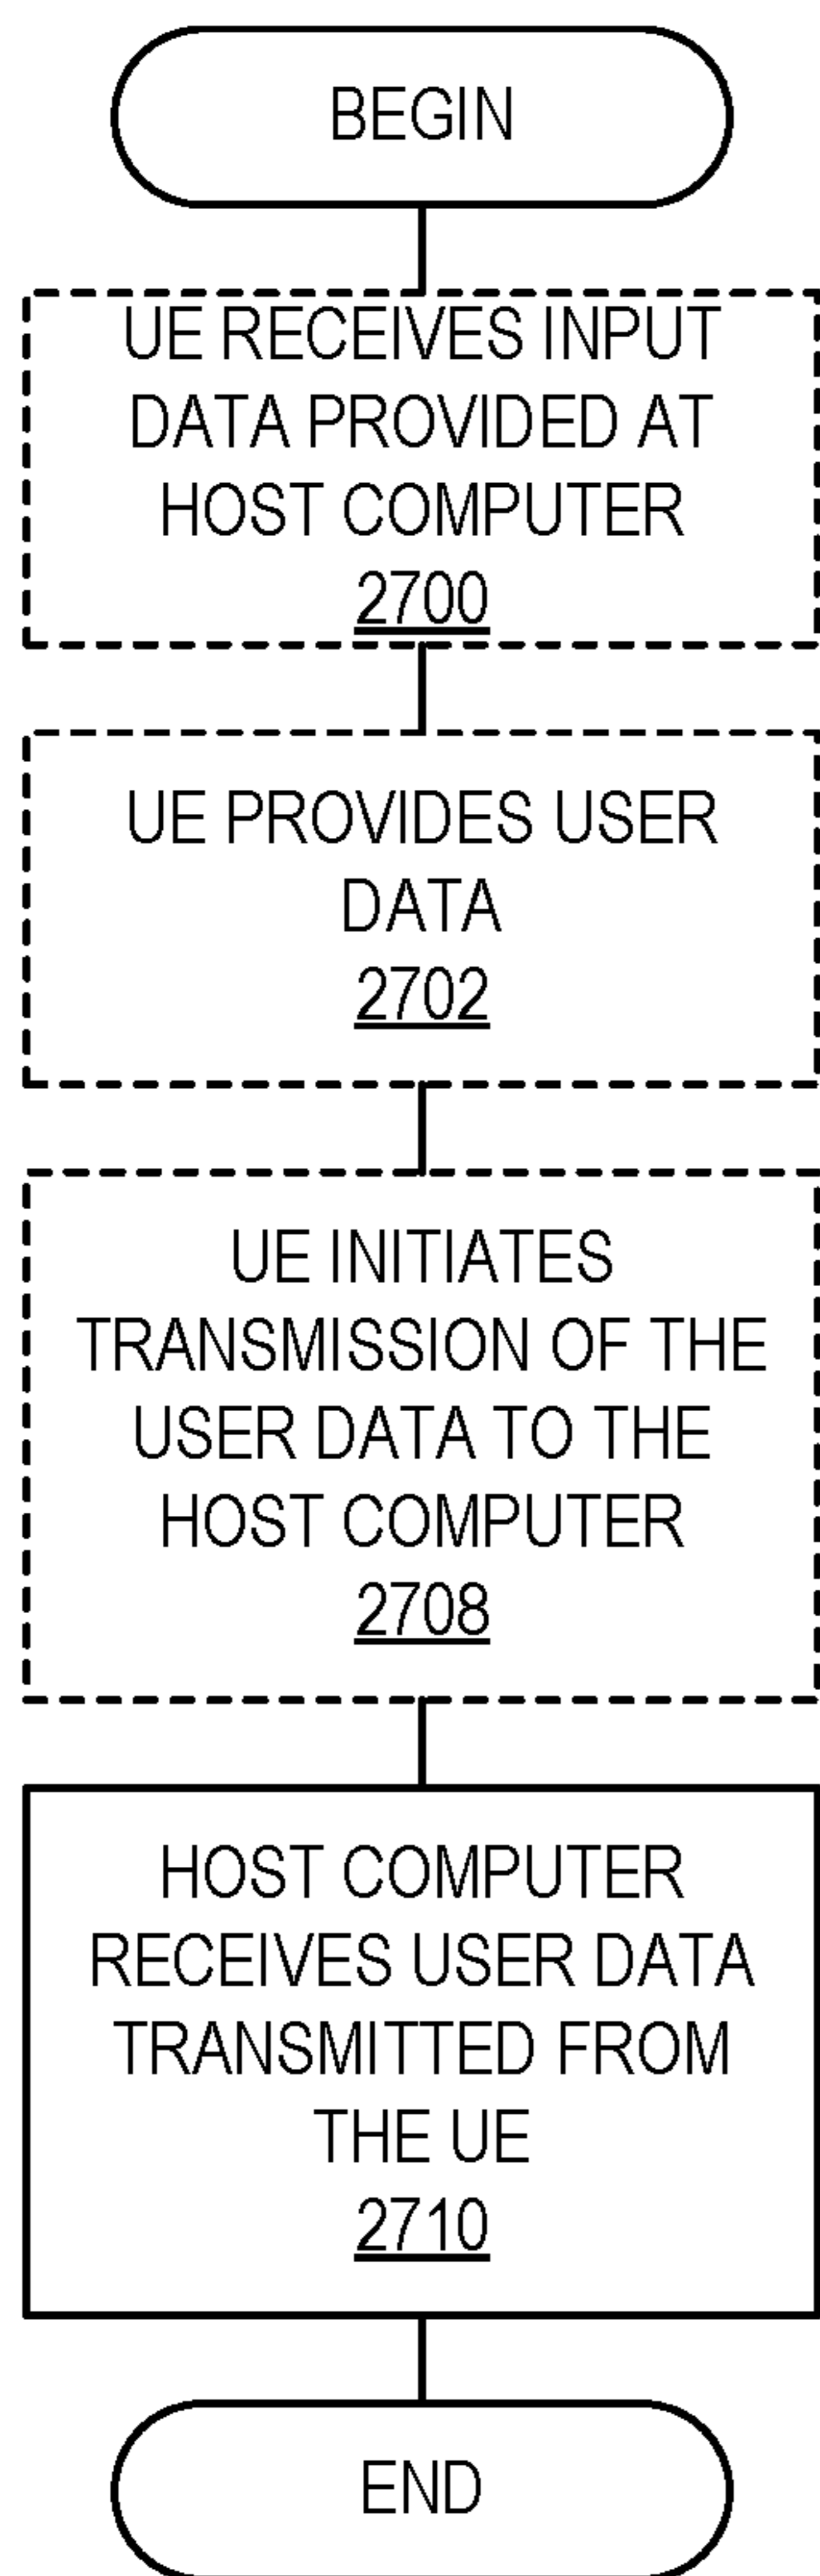 BEGIN
UE RECEIVES INPUT
DATA PROVIDED AT
HOST COMPUTER
2700
UE PROVIDES USER
DATA
2702
UE INITIATES
TRANSMISSION OF THE
USER DATA TO THE
HOST COMPUTER
2708
HOST COMPUTER
RECEIVES USER DATA
TRANSMITTED FROM
THE UE
2710
END